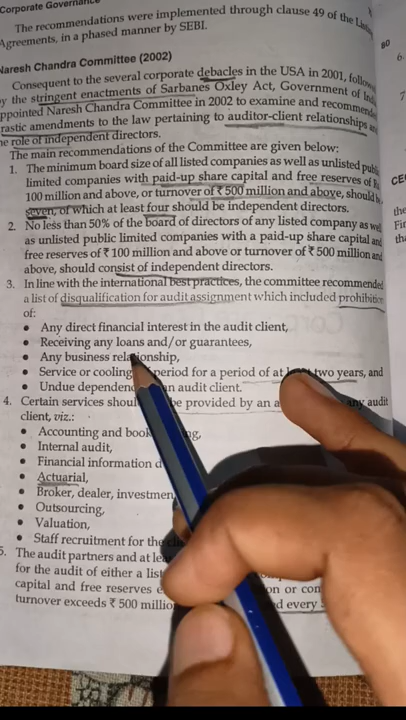 Corporate Governance
The recommendations were implemented through clause 49 of the Listing
Agreements, in a phased manner by SEBI.
Naresh Chandra Committee (2002)
Consequent to the several corporate debacles in the USA in 2001, followed
by the stringent enactments of Sarbanes Oxley Act, Government of India
appointed Naresh Chandra Committee in 2002 to examine and recommend
drastic amendments to the law pertaining to auditor-client relationships and
the role of independent directors.
The main recommendations of the Committee are given below:
1. The minimum board size of all listed companies as well as unlisted public
limited companies with paid-up share capital and free reserves of ₹
100 million and above, or turnover of ₹ 500 million and above, should be
seven, of which at least four should be independent directors.
2. No less than 50% of the board of directors of any listed company as well
as unlisted public limited companies with a paid-up share capital and
free reserves of ₹ 100 million and above or turnover of ₹ 500 million and
above, should consist of independent directors.
3. In line with the international best practices, the committee recommended
a list of disqualification for audit assignment which included prohibition
of:
• Any direct financial interest in the audit client,
• Receiving any loans and/or guarantees,
• Any business relationship,
• Service or cooling period for a period of at least two years, and
• Undue dependence an audit client.
4. Certain services should be provided by an any audit
client, viz.:
• Accounting and book
• Internal audit,
• Financial information
• Actuarial,
• Broker, dealer, investmen
• Outsourcing,
• Valuation,
• Staff recruitment for the
5. The audit partners and at
for the audit of either a
capital and free reserves on or
turnover exceeds ₹ 500 every
80
6.
7.
the